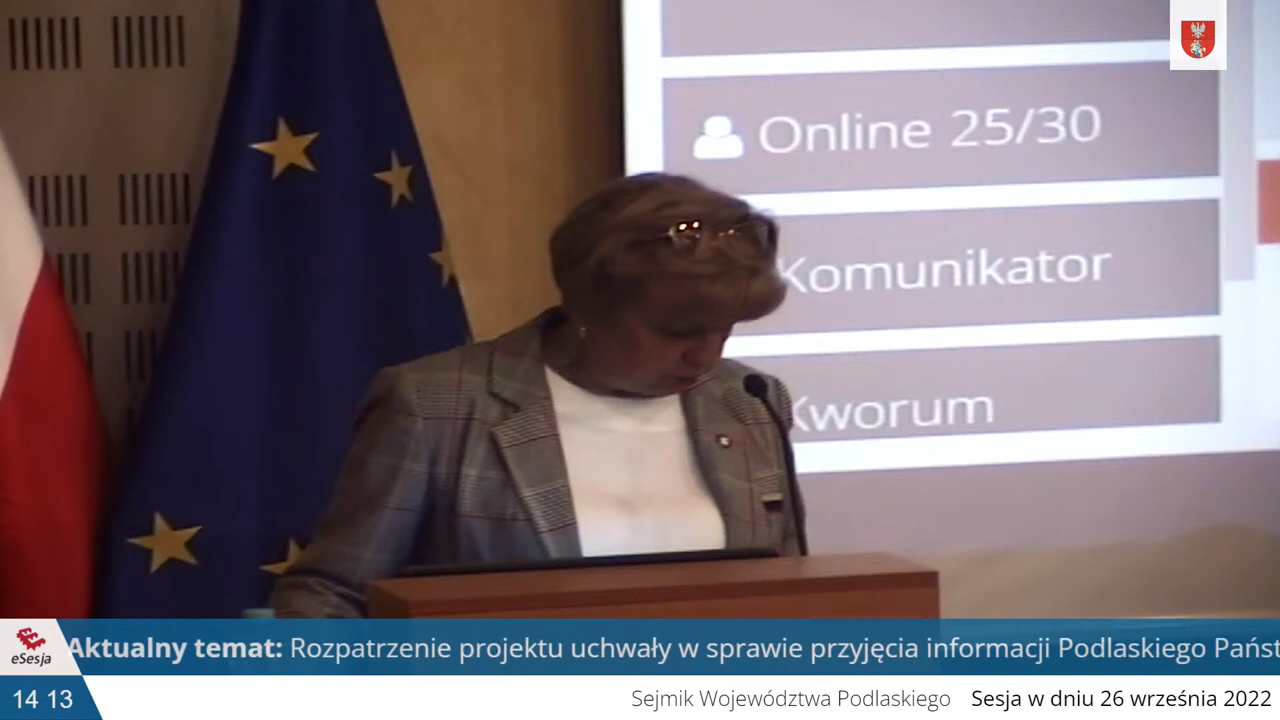 Online 25/30
Komunikator
Kworum
Aktualny temat: Rozpatrzenie projektu uchwały w sprawie przyjęcia informacji Podlaskiego Państ
eSesja
14 13
Sejmik Województwa Podlaskiego Sesja w dniu 26 września 2022